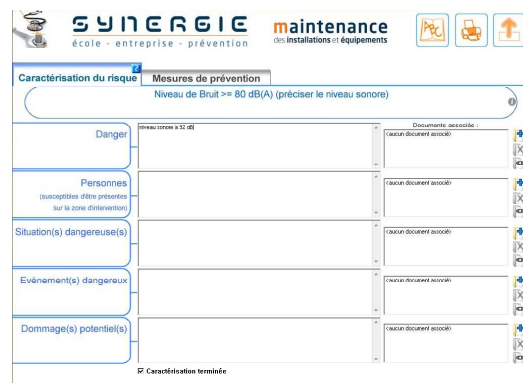 SYNERGIE
école - entreprise - prévention
maintenance
des installations et équipements
Caractérisation du risque
?
Mesures de prévention
Niveau de Bruit >= 80 dB(A) (préciser le niveau sonore)
Danger
niveau sonore à 92 dB
Documents associés :
<aucun document associé>
Personnes
(susceptibles d'être présentes
sur la zone d'intervention)
<aucun document associé>
Situation(s) dangereuse(s)
<aucun document associé>
Evénement(s) dangereux
<aucun document associé>
Dommage(s) potentiel(s)
<aucun document associé>
Caractérisation terminée